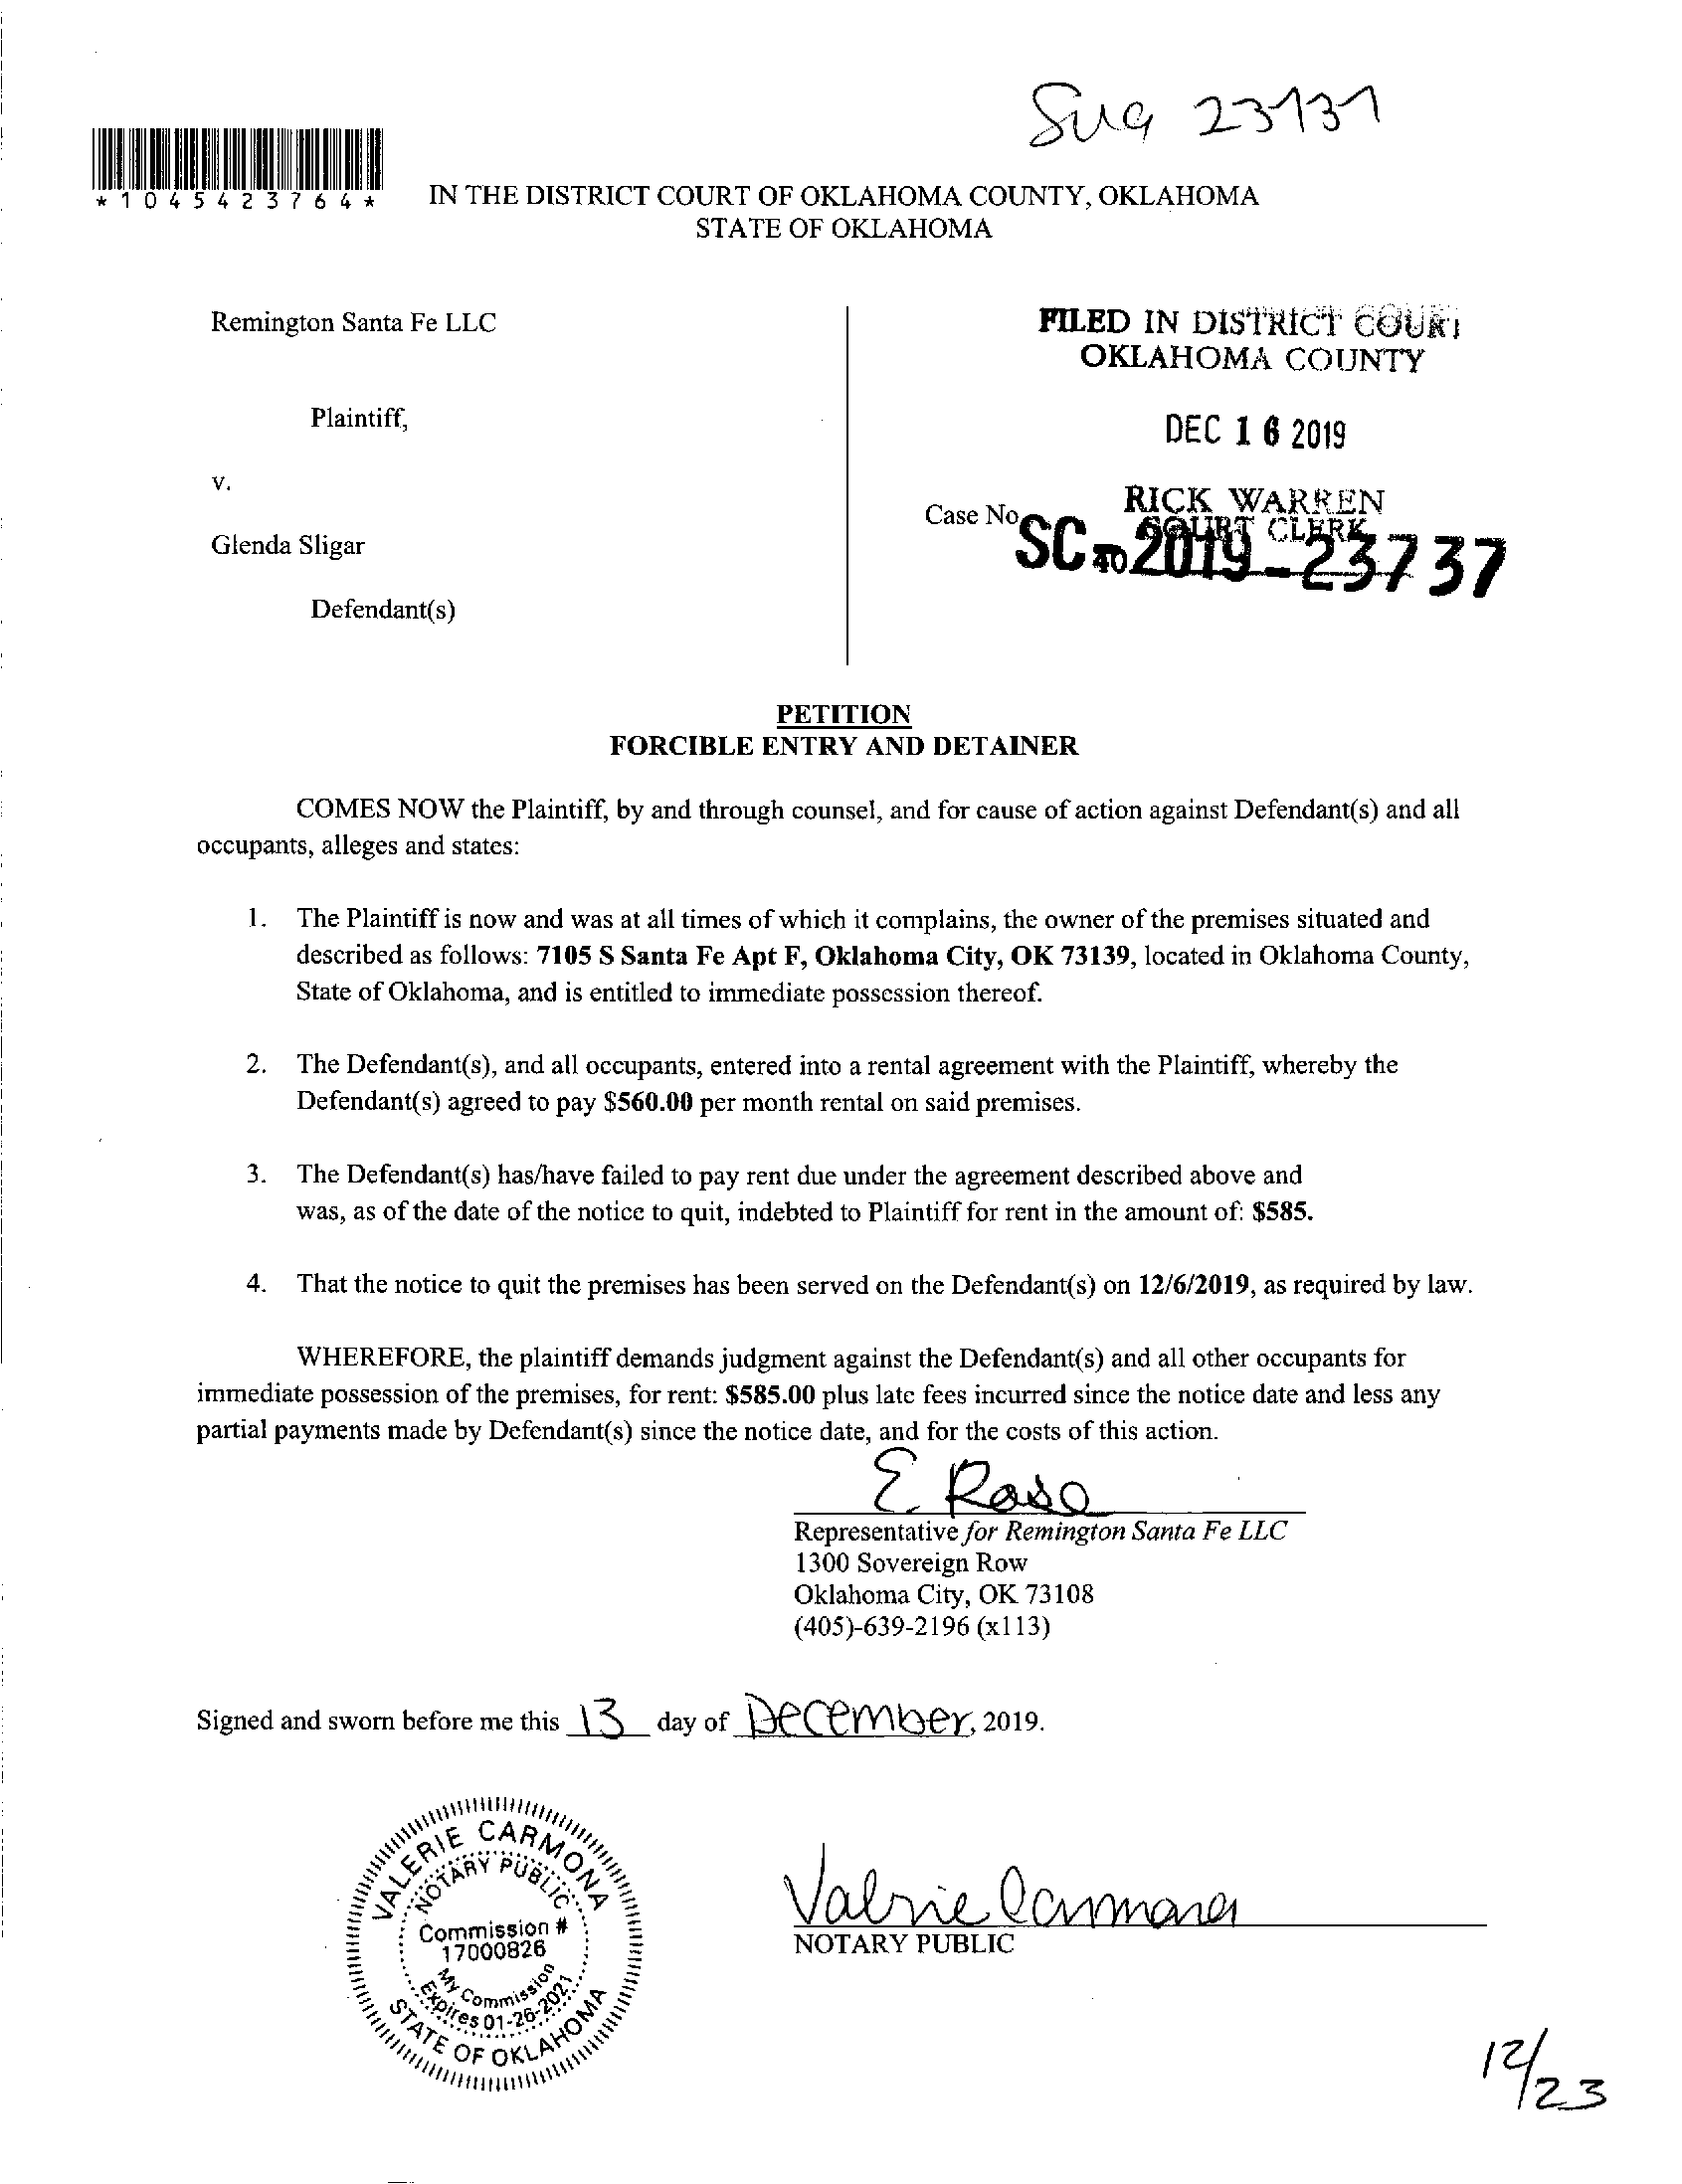 23131
*1045423764*
IN THE DISTRICT COURT OF OKLAHOMA COUNTY, OKLAHOMA
STATE OF OKLAHOMA
Remington Santa Fe LLC
Plaintiff,
v.
Glenda Sligar
Defendant(s)
FILED IN DISTRICT COURT
OKLAHOMA COUNTY
DEC 16 2019
RICK WARREN
COURT CLERK
40
Case No.
SC-2019-23737
PETITION
FORCIBLE ENTRY AND DETAINER
COMES NOW the Plaintiff, by and through counsel, and for cause of action against Defendant(s) and all
occupants, alleges and states:
1. The Plaintiff is now and was at all times of which it complains, the owner of the premises situated and
described as follows: 7105 S Santa Fe Apt F, Oklahoma City, OK 73139, located in Oklahoma County,
State of Oklahoma, and is entitled to immediate possession thereof.
2. The Defendant(s), and all occupants, entered into a rental agreement with the Plaintiff, whereby the
Defendant(s) agreed to pay $560.00 per month rental on said premises.
3. The Defendant(s) has/have failed to pay rent due under the agreement described above and
was, as of the date of the notice to quit, indebted to Plaintiff for rent in the amount of: $585.
4. That the notice to quit the premises has been served on the Defendant(s) on 12/6/2019, as required by law.
WHEREFORE, the plaintiff demands judgment against the Defendant(s) and all other occupants for
immediate possession of the premises, for rent: $585.00 plus late fees incurred since the notice date and less any
partial payments made by Defendant(s) since the notice date, and for the costs of this action.
E Rose
Representative for Remington Santa Fe LLC
1300 Sovereign Row
Oklahoma City, OK 73108
(405)-639-2196 (x113)
Signed and sworn before me this 13 day of December, 2019.
VALERIE CARMONA
NOTARY PUBLIC
Commission #
17000826
My Commission
Expires 01-26-2021
STATE OF OKLAHOMA
Valerie Carmona
NOTARY PUBLIC
12/23